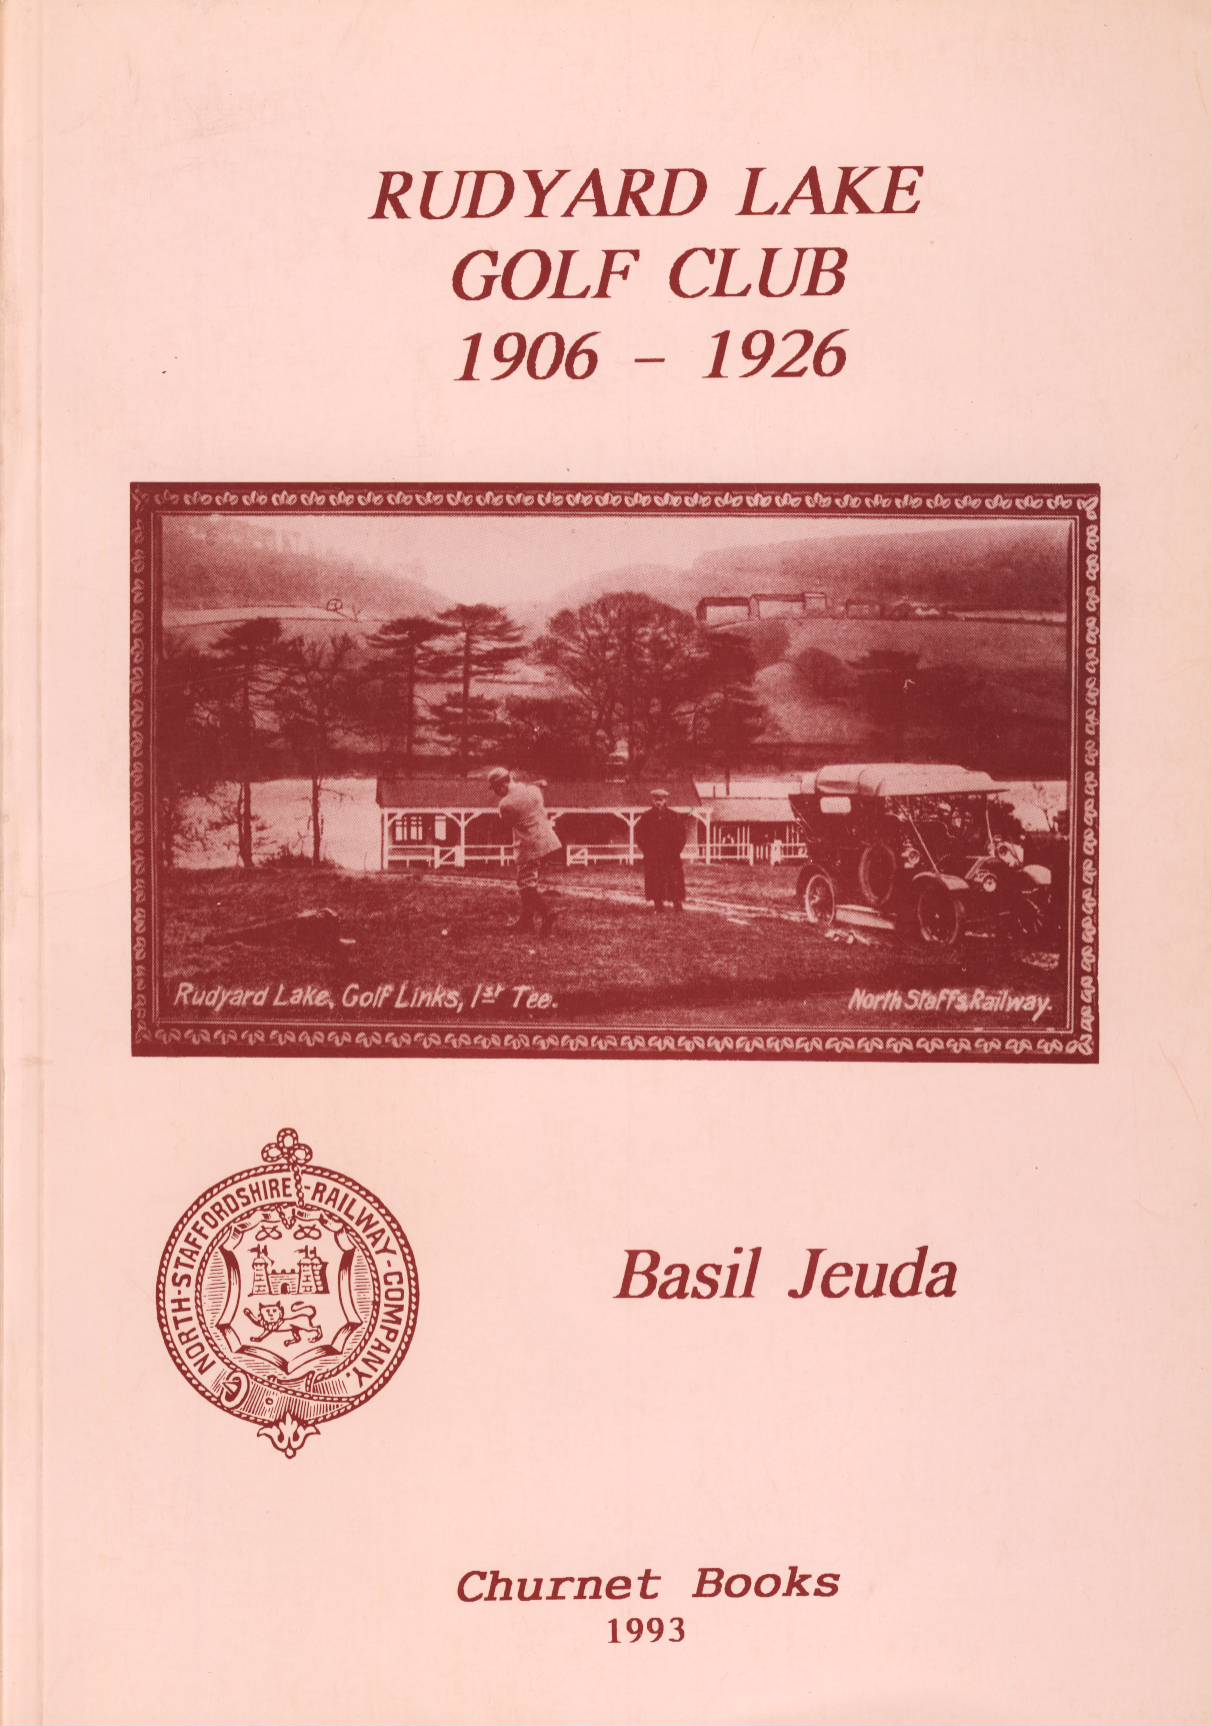 RUDYARD LAKE
GOLF CLUB
1906 - 1926
Rudyard Lake, Golf Links, 1st Tee.
North Staffs Railway.
NORTH-STAFFORDSHIRE-RAILWAY-COMPANY.
Basil Jeuda
Churnet Books
1993